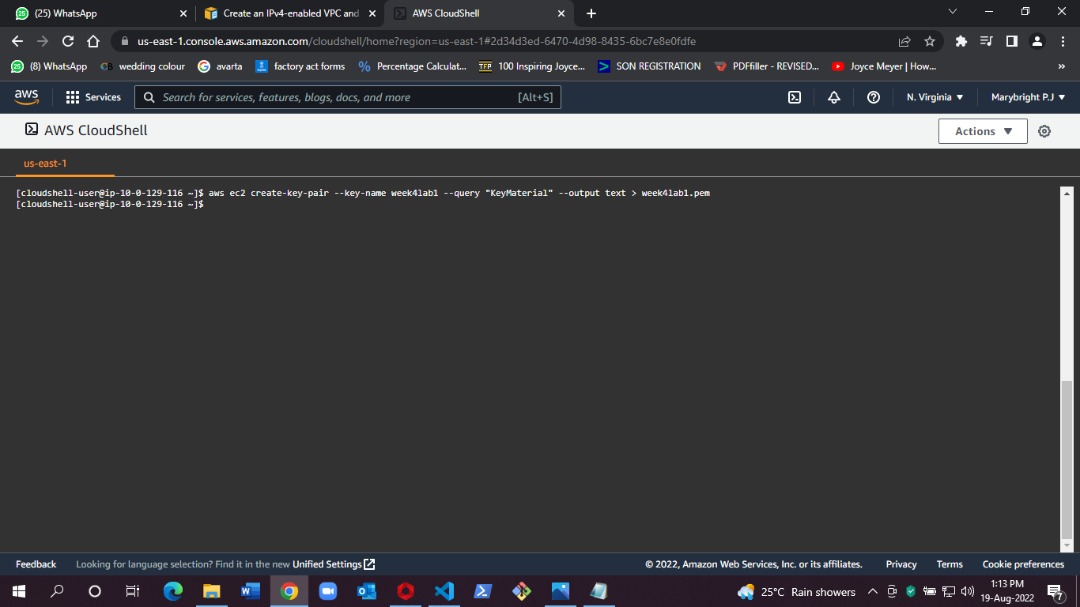 (25) WhatsApp
Create an IPv4-enabled VPC and
AWS CloudShell
us-east-1.console.aws.amazon.com/cloudshell/home?region=us-east-1#2d34d3ed-6470-4d98-8435-6bc7e8e0fdfe
(8) WhatsApp wedding colour avarta factory act forms Percentage Calculat... 100 Inspiring Joyce... SON REGISTRATION PDFfiller - REVISED... Joyce Meyer | How...
aws Services Search for services, features, blogs, docs, and more [Alt+S] N. Virginia Marybright P.J
AWS CloudShell Actions
us-east-1
[cloudshell-user@ip-10-0-129-116 ~]$ aws ec2 create-key-pair --key-name week4lab1 --query "KeyMaterial" --output text > week4lab1.pem
[cloudshell-user@ip-10-0-129-116 ~]$
Feedback Looking for language selection? Find it in the new Unified Settings © 2022, Amazon Web Services, Inc. or its affiliates. Privacy Terms Cookie preferences
25°C Rain showers
1:13 PM
19-Aug-2022
7